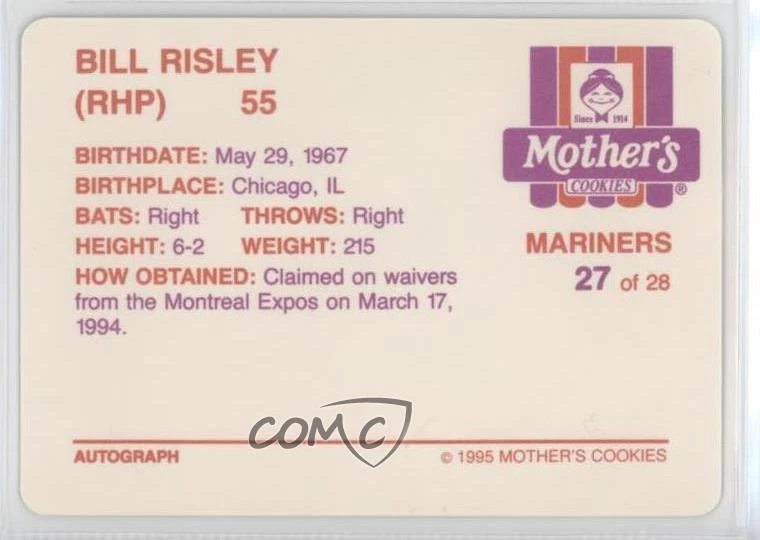 BILL RISLEY
(RHP) 55
BIRTHDATE: May 29, 1967
BIRTHPLACE: Chicago, IL
BATS: Right THROWS: Right
HEIGHT: 6-2 WEIGHT: 215
HOW OBTAINED: Claimed on waivers
from the Montreal Expos on March 17,
1994.
Since 1914
Mother's
COOKIES ®
MARINERS
27 of 28
COMC
AUTOGRAPH
© 1995 MOTHER'S COOKIES